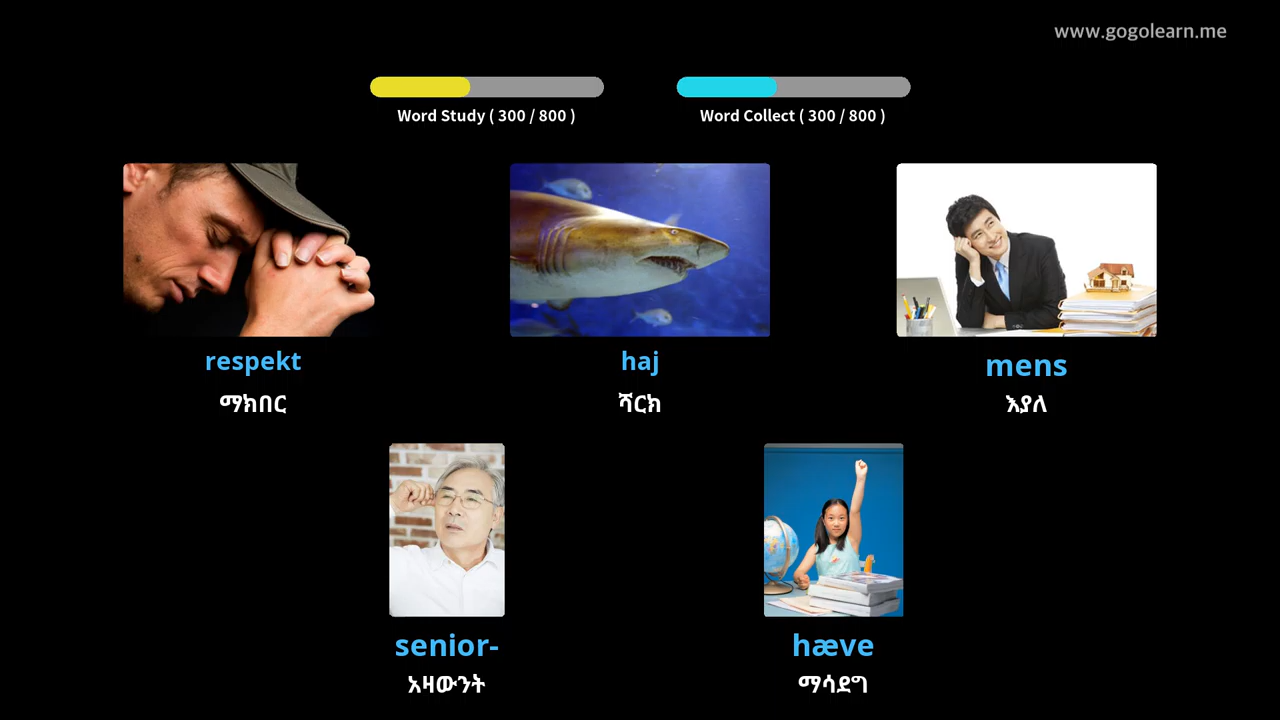 www.gogolearn.me
Word Study ( 300 / 800 )
Word Collect ( 300 / 800 )
respekt
ማክበር
haj
ሻርክ
mens
እያለ
senior-
አዛውንት
hæve
ማሳደግ